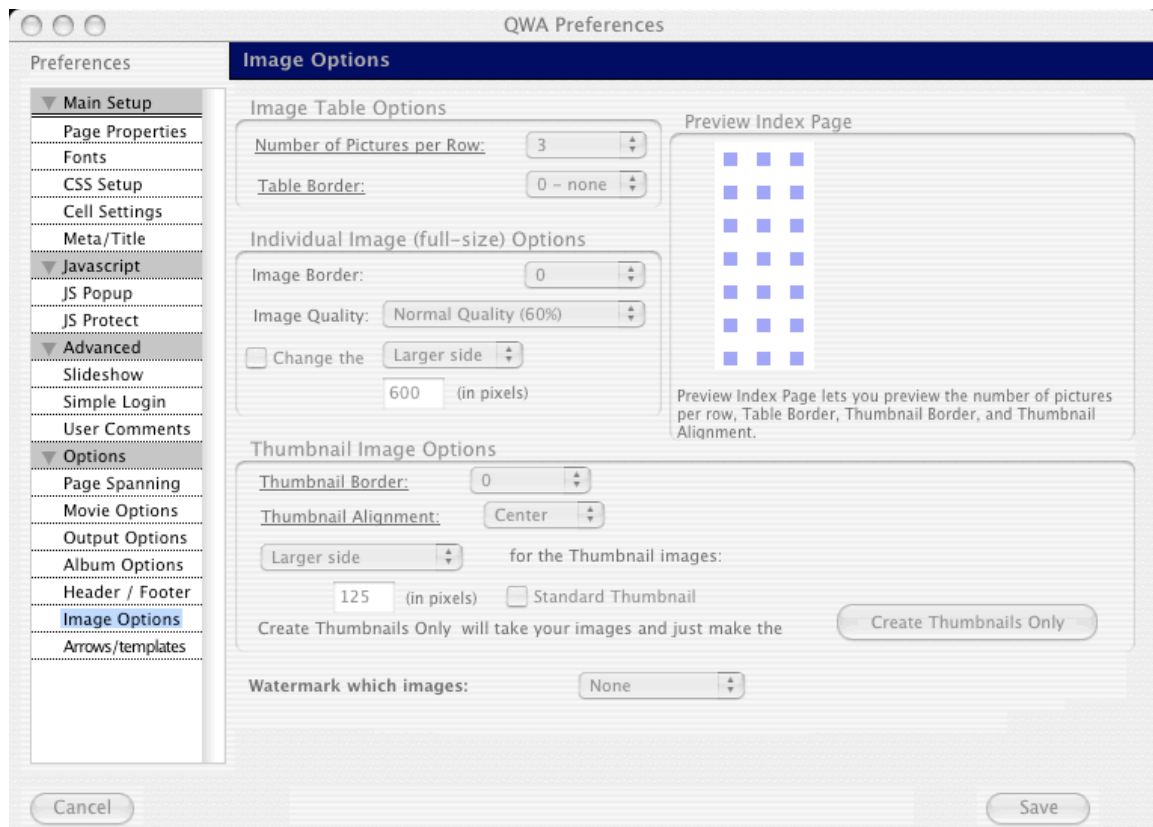 QWA Preferences
Preferences
Main Setup
Page Properties
Fonts
CSS Setup
Cell Settings
Meta/Title
Javascript
JS Popup
JS Protect
Advanced
Slideshow
Simple Login
User Comments
Options
Page Spanning
Movie Options
Output Options
Album Options
Header / Footer
Image Options
Arrows/templates
Image Options
Image Table Options
Number of Pictures per Row: 3
Table Border: 0 – none
Individual Image (full-size) Options
Image Border: 0
Image Quality: Normal Quality (60%)
Change the Larger side
600 (in pixels)
Preview Index Page
Preview Index Page lets you preview the number of pictures
per row, Table Border, Thumbnail Border, and Thumbnail
Alignment.
Thumbnail Image Options
Thumbnail Border: 0
Thumbnail Alignment: Center
Larger side for the Thumbnail images:
125 (in pixels) Standard Thumbnail
Create Thumbnails Only will take your images and just make the
Create Thumbnails Only
Watermark which images: None
Cancel
Save